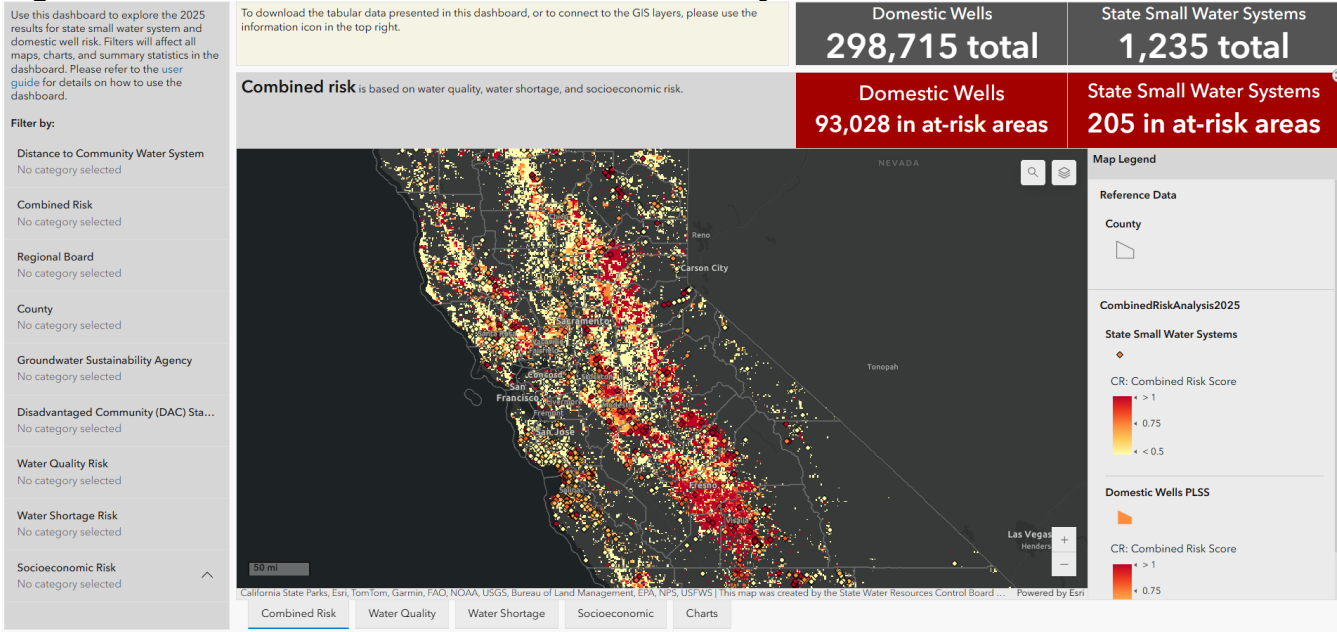 Use this dashboard to explore the 2025
results for state small water system and
domestic well risk. Filters will affect all
maps, charts, and summary statistics in the
dashboard. Please refer to the user
guide for details on how to use the
dashboard.
Filter by:
Distance to Community Water System
No category selected
Combined Risk
No category selected
Regional Board
No category selected
County
No category selected
Groundwater Sustainability Agency
No category selected
Disadvantaged Community (DAC) Sta...
No category selected
Water Quality Risk
No category selected
Water Shortage Risk
No category selected
Socioeconomic Risk
No category selected
To download the tabular data presented in this dashboard, or to connect to the GIS layers, please use the
information icon in the top right.
Domestic Wells
298,715 total
State Small Water Systems
1,235 total
Combined risk is based on water quality, water shortage, and socioeconomic risk.
Domestic Wells
93,028 in at-risk areas
State Small Water Systems
205 in at-risk areas
NEVADA
Reno
Carson City
Sacramento
Tonopah
Concord
San
Francisco
Fremont
Modesto
San Jose
Salinas
Fresno
Visalia
Las Vegas
Henders
+
−
50 mi
California State Parks, Esri, TomTom, Garmin, FAO, NOAA, USGS, Bureau of Land Management, EPA, NPS, USFWS | This map was created by the State Water Resources Control Board ...
Powered by Esri
Map Legend
Reference Data
County
CombinedRiskAnalysis2025
State Small Water Systems
CR: Combined Risk Score
> 1
0.75
< 0.5
Domestic Wells PLSS
CR: Combined Risk Score
> 1
0.75
Combined Risk
Water Quality
Water Shortage
Socioeconomic
Charts